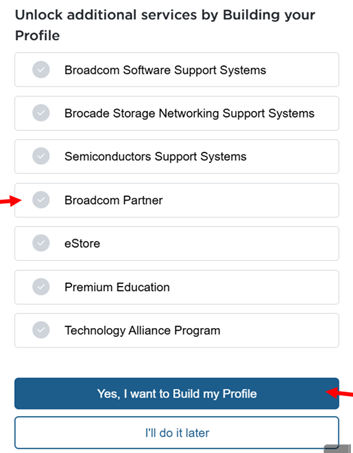 Unlock additional services by Building your
Profile
Broadcom Software Support Systems
Brocade Storage Networking Support Systems
Semiconductors Support Systems
Broadcom Partner
eStore
Premium Education
Technology Alliance Program
Yes, I want to Build my Profile
I'll do it later